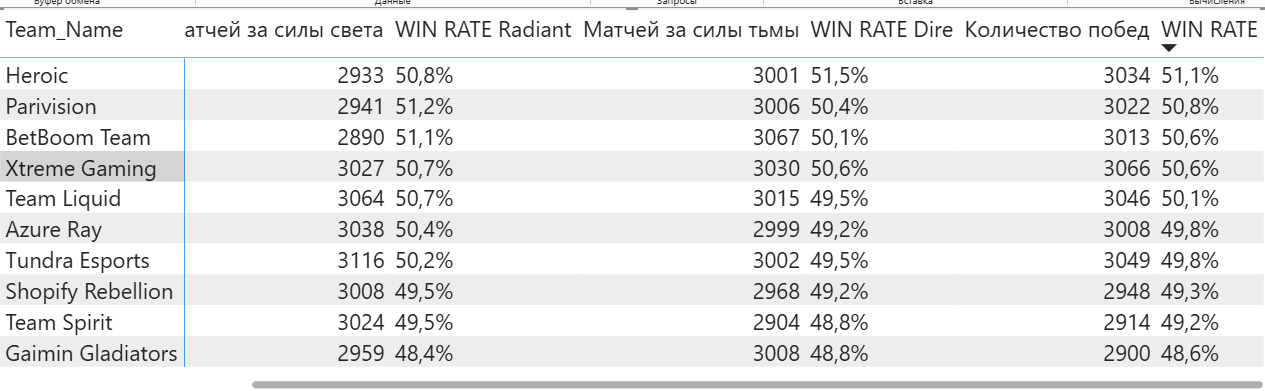 Буфер обмена Данные Запросы Вставка Вычисления
Team_Name атчей за силы света WIN RATE Radiant Матчей за силы тьмы WIN RATE Dire Количество побед WIN RATE
Heroic 2933 50,8% 3001 51,5% 3034 51,1%
Parivision 2941 51,2% 3006 50,4% 3022 50,8%
BetBoom Team 2890 51,1% 3067 50,1% 3013 50,6%
Xtreme Gaming 3027 50,7% 3030 50,6% 3066 50,6%
Team Liquid 3064 50,7% 3015 49,5% 3046 50,1%
Azure Ray 3038 50,4% 2999 49,2% 3008 49,8%
Tundra Esports 3116 50,2% 3002 49,5% 3049 49,8%
Shopify Rebellion 3008 49,5% 2968 49,2% 2948 49,3%
Team Spirit 3024 49,5% 2904 48,8% 2914 49,2%
Gaimin Gladiators 2959 48,4% 3008 48,8% 2900 48,6%